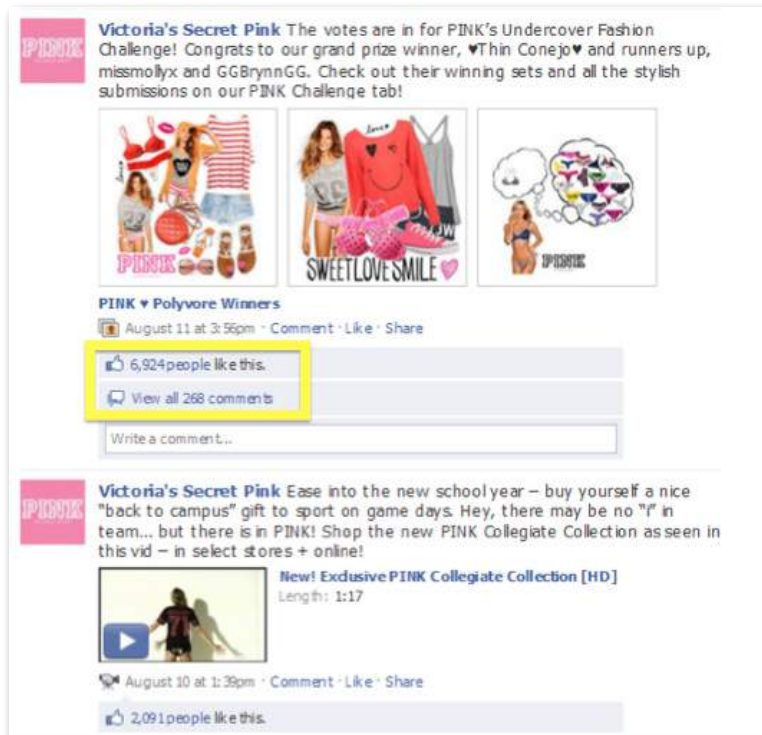 PINK
Victoria's Secret Pink The votes are in for PINK's Undercover Fashion
Challenge! Congrats to our grand prize winner, ♥Thin Conejo♥ and runners up,
missmollyx and GGBrynnGG. Check out their winning sets and all the stylish
submissions on our PINK Challenge tab!
Love
PINK
Love
SWEETLOVESMILE
PINK
PINK ♥ Polyvore Winners
August 11 at 3:56pm · Comment · Like · Share
6,924 people like this.
View all 268 comments
Write a comment...
PINK
Victoria's Secret Pink Ease into the new school year – buy yourself a nice
"back to campus" gift to sport on game days. Hey, there may be no "i" in
team... but there is in PINK! Shop the new PINK Collegiate Collection as seen in
this vid – in select stores + online!
New! Exclusive PINK Collegiate Collection [HD]
Length: 1:17
August 10 at 1:39pm · Comment · Like · Share
2,091 people like this.